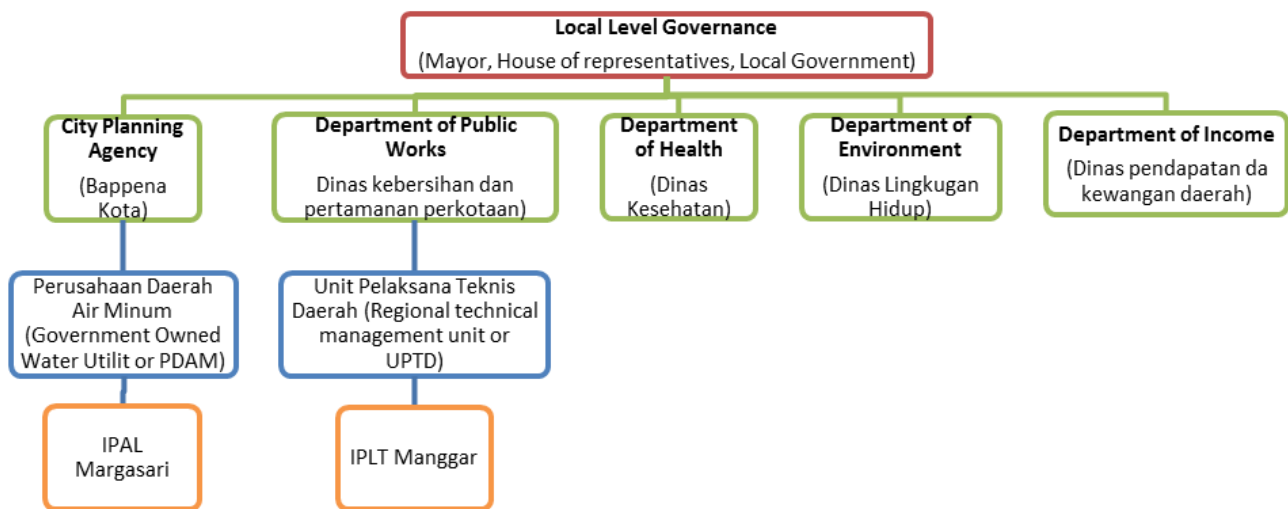 Local Level Governance
(Mayor, House of representatives, Local Government)
City Planning
Agency
(Bappena
Kota)
Department of Public
Works
Dinas kebersihan dan
pertamanan perkotaan)
Department
of Health
(Dinas
Kesehatan)
Department of
Environment
(Dinas Lingkugan
Hidup)
Department of Income
(Dinas pendapatan da
kewangan daerah)
Perusahaan Daerah
Air Minum
(Government Owned
Water Utilit or PDAM)
Unit Pelaksana Teknis
Daerah (Regional technical
management unit or
UPTD)
IPAL
Margasari
IPLT Manggar